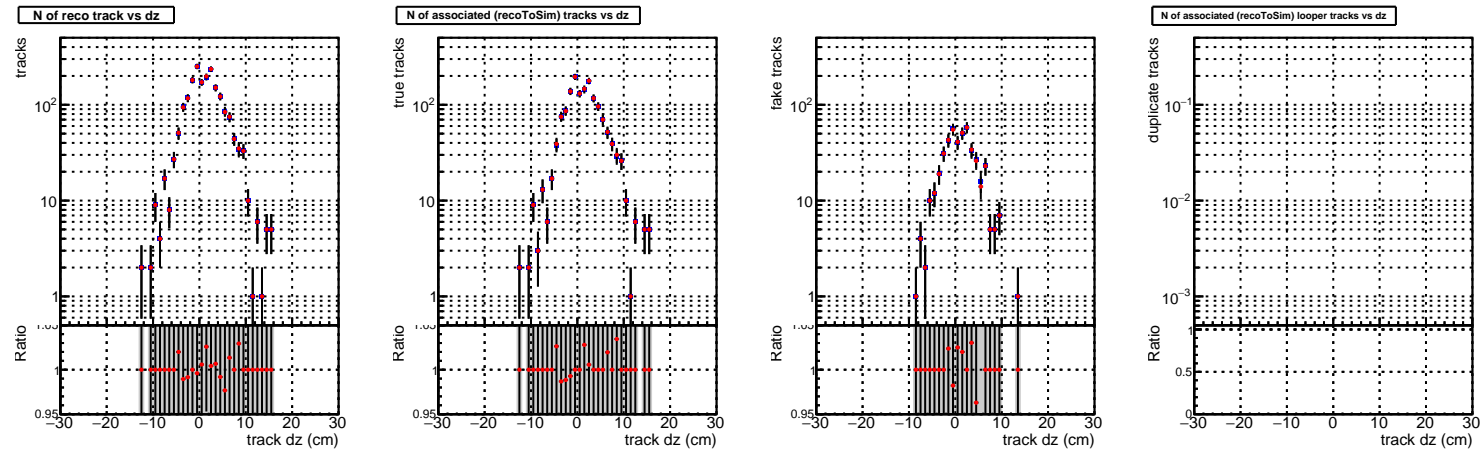 N of reco track vs dz
tracks
10²
10
1
Ratio
1
0.95
−30 −20 −10 0 10 20 30
track dz (cm)
N of associated (recoToSim) tracks vs dz
true tracks
10²
10
1
Ratio
1
0.95
−30 −20 −10 0 10 20 30
track dz (cm)
fake tracks
10²
10
1
Ratio
1
0.95
−30 −20 −10 0 10 20 30
track dz (cm)
N of associated (recoToSim) looper tracks vs dz
duplicate tracks
10⁻¹
10⁻²
10⁻³
Ratio
1
0.5
0
−30 −20 −10 0 10 20 30
track dz (cm)